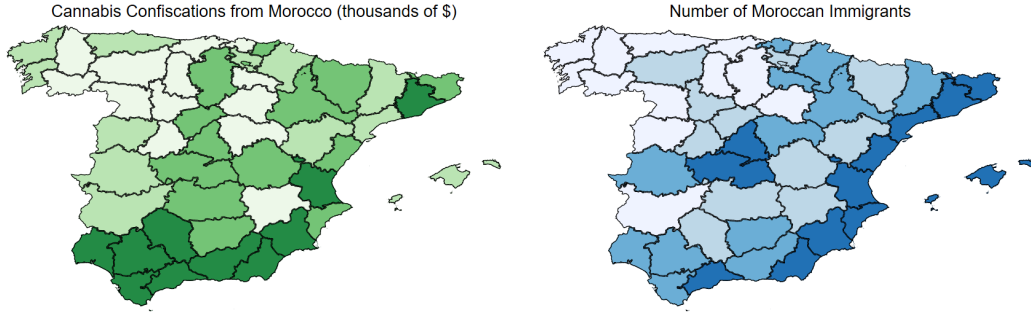 Cannabis Confiscations from Morocco (thousands of $)
Number of Moroccan Immigrants